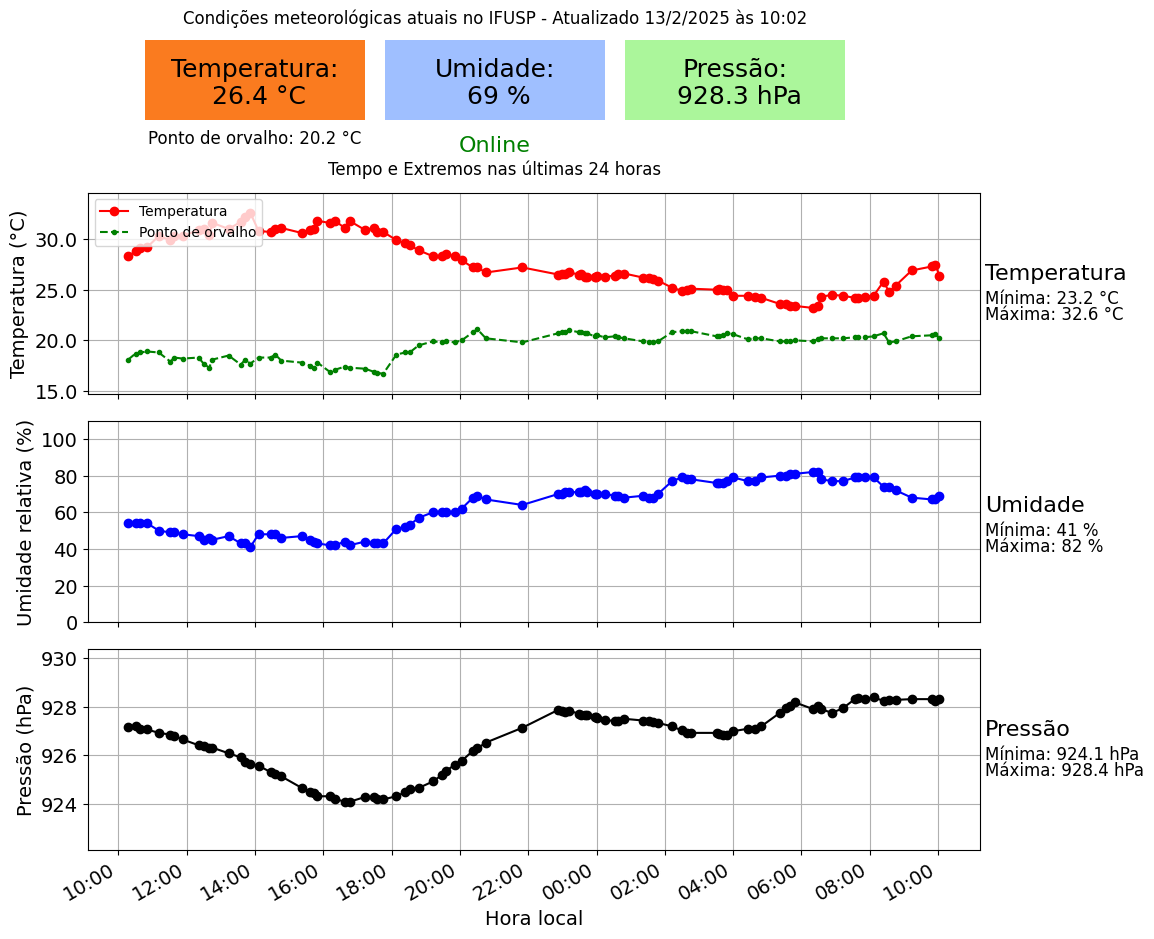 Condições meteorológicas atuais no IFUSP - Atualizado 13/2/2025 às 10:02
Temperatura:
26.4 °C
Umidade:
69 %
Pressão:
928.3 hPa
Ponto de orvalho: 20.2 °C
Online
Tempo e Extremos nas últimas 24 horas
Temperatura (°C)
30.0
25.0
20.0
15.0
Temperatura
Ponto de orvalho
Temperatura
Mínima: 23.2 °C
Máxima: 32.6 °C
Umidade relativa (%)
100
80
60
40
20
0
Umidade
Mínima: 41 %
Máxima: 82 %
Pressão (hPa)
930
928
926
924
Pressão
Mínima: 924.1 hPa
Máxima: 928.4 hPa
10:00 12:00 14:00 16:00 18:00 20:00 22:00 00:00 02:00 04:00 06:00 08:00 10:00
Hora local